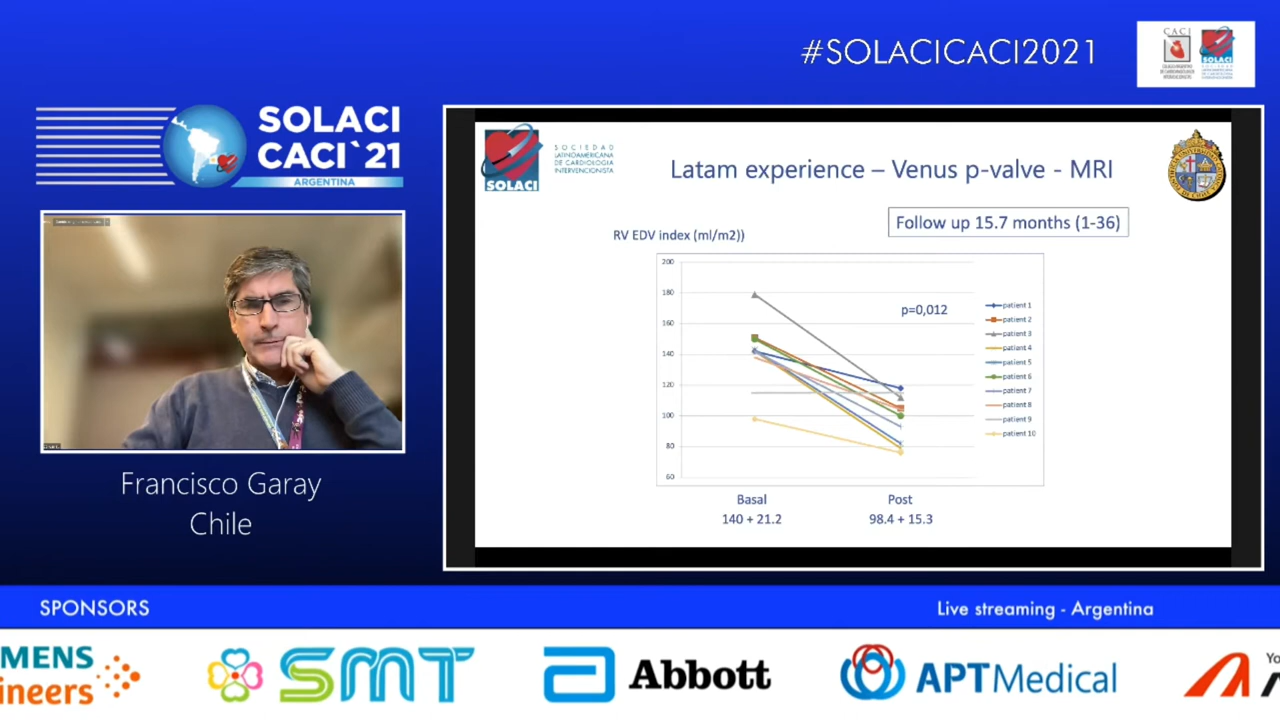 #SOLACICACI2021
CACI
SOLACI
SOLACI
CACI`21
ARGENTINA
SOCIEDAD
LATINOAMERICANA
DE CARDIOLOGÍA
INTERVENCIONISTA
SOLACI
Latam experience – Venus p-valve - MRI
Follow up 15.7 months (1-36)
RV EDV index (ml/m2))
200
180
160
140
120
100
80
60
p=0,012
patient 1
patient 2
patient 3
patient 4
patient 5
patient 6
patient 7
patient 8
patient 9
patient 10
Basal
Post
140 + 21.2
98.4 + 15.3
Francisco Garay
Chile
SPONSORS
Live streaming - Argentina
MENS
ineers
SMT
Abbott
APTMedical
Yo